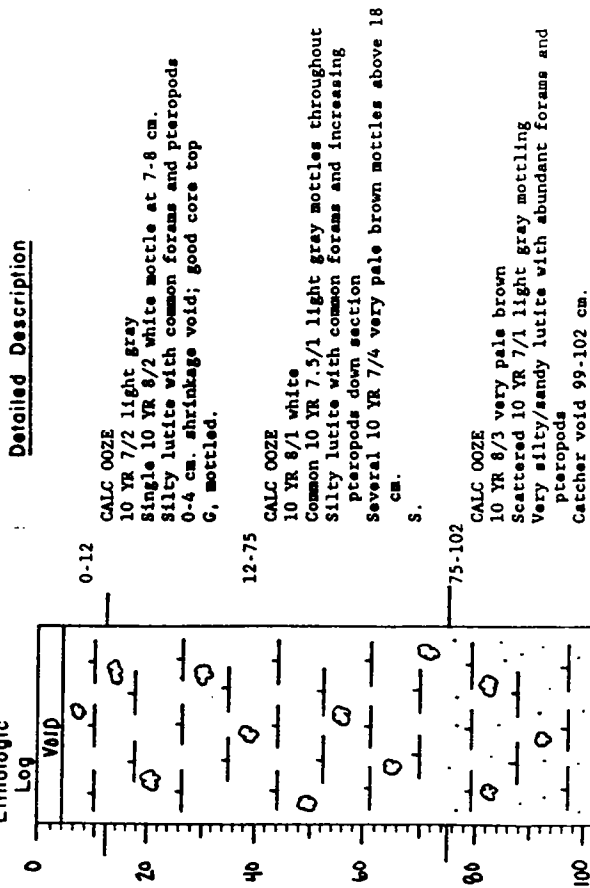 Detailed Description
Lithologic
Log
VOID
0
20
40
60
80
100
0-12
CALC OOZE
10 YR 7/2 light gray
Single 10 YR 8/2 white mottle at 7-8 cm.
Silty lutite with common forams and pteropods
0-4 cm. shrinkage void; good core top
G, mottled.
12-75
CALC OOZE
10 YR 8/1 white
Common 10 YR 7.5/1 light gray mottles throughout
Silty lutite with common forams and increasing
pteropods down section
Several 10 YR 7/4 very pale brown mottles above 18
cm.
S.
75-102
CALC OOZE
10 YR 8/3 very pale brown
Scattered 10 YR 7/1 light gray mottling
Very silty/sandy lutite with abundant forams and
pteropods
Catcher void 99-102 cm.